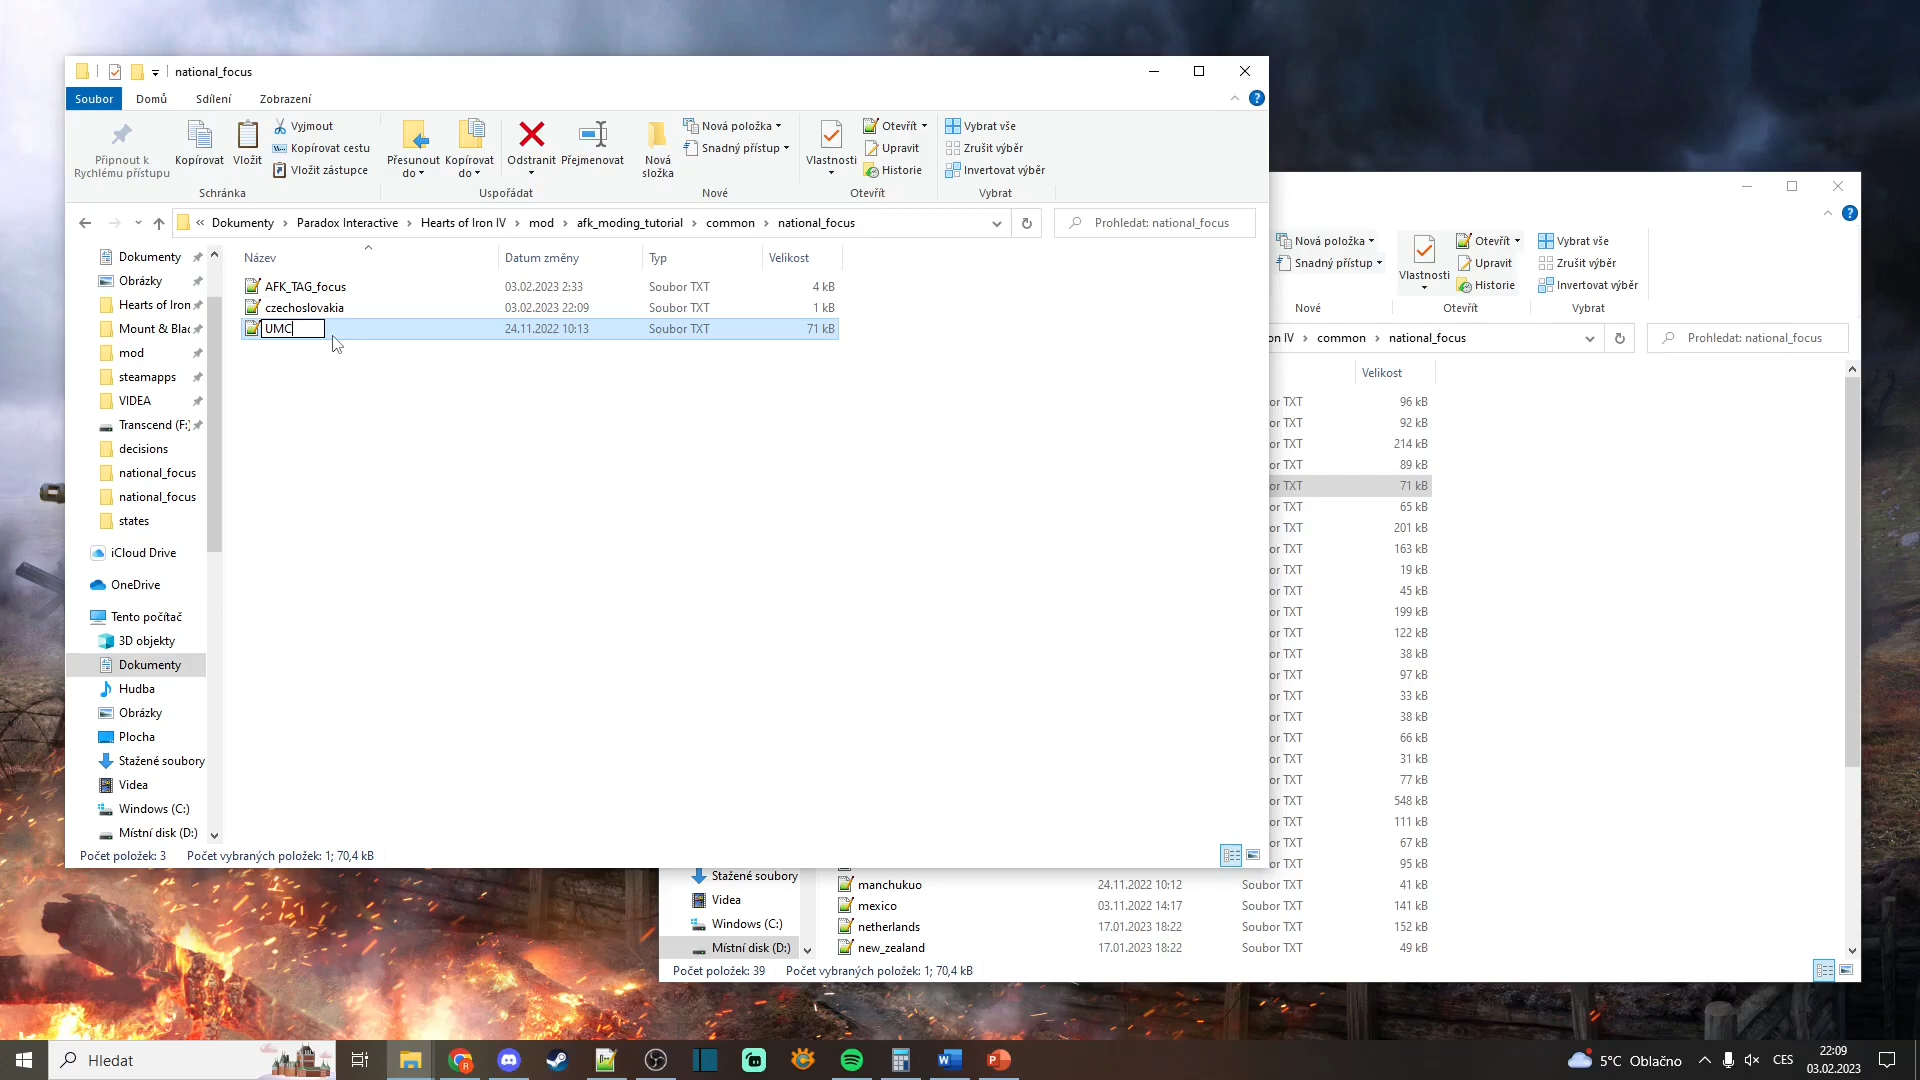 national_focus
Soubor
Domů
Sdílení
Zobrazení
Připnout k
Rychlému přístupu
Kopírovat
Vložit
Vyjmout
Kopírovat cestu
Vložit zástupce
Schránka
Přesunout
do
Kopírovat
do
Odstranit
Přejmenovat
Uspořádat
Nová
složka
Nová položka
Snadný přístup
Nové
Vlastnosti
Otevřít
Upravit
Historie
Otevřít
Vybrat vše
Zrušit výběr
Invertovat výběr
Vybrat
« Dokumenty › Paradox Interactive › Hearts of Iron IV › mod › afk_moding_tutorial › common › national_focus
Prohledat: national_focus
Název Datum změny Typ Velikost
AFK_TAG_focus 03.02.2023 2:33 Soubor TXT 4 kB
czechoslovakia 03.02.2023 22:09 Soubor TXT 1 kB
UMC 24.11.2022 10:13 Soubor TXT 71 kB
Dokumenty
Obrázky
Hearts of Iron
Mount & Blac
mod
steamapps
VIDEA
Transcend (F:)
decisions
national_focus
national_focus
states
iCloud Drive
OneDrive
Tento počítač
3D objekty
Dokumenty
Hudba
Obrázky
Plocha
Stažené soubory
Videa
Windows (C:)
Místní disk (D:)
Počet položek: 3 Počet vybraných položek: 1; 70,4 kB
Nová položka
Snadný přístup
Nové
Vlastnosti
Otevřít
Upravit
Historie
Otevřít
Vybrat vše
Zrušit výběr
Invertovat výběr
Vybrat
on IV › common › national_focus
Prohledat: national_focus
Velikost
or TXT 96 kB
or TXT 92 kB
or TXT 214 kB
or TXT 89 kB
or TXT 71 kB
or TXT 65 kB
or TXT 201 kB
or TXT 163 kB
or TXT 19 kB
or TXT 45 kB
or TXT 199 kB
or TXT 122 kB
or TXT 38 kB
or TXT 97 kB
or TXT 33 kB
or TXT 38 kB
or TXT 66 kB
or TXT 31 kB
or TXT 77 kB
or TXT 548 kB
or TXT 111 kB
or TXT 67 kB
or TXT 95 kB
manchukuo 24.11.2022 10:12 Soubor TXT 41 kB
mexico 03.11.2022 14:17 Soubor TXT 141 kB
netherlands 17.01.2023 18:22 Soubor TXT 152 kB
new_zealand 17.01.2023 18:22 Soubor TXT 49 kB
Stažené soubory
Videa
Windows (C:)
Místní disk (D:)
Počet položek: 39 Počet vybraných položek: 1; 70,4 kB
Hledat
5°C Oblačno
CES
22:09
03.02.2023